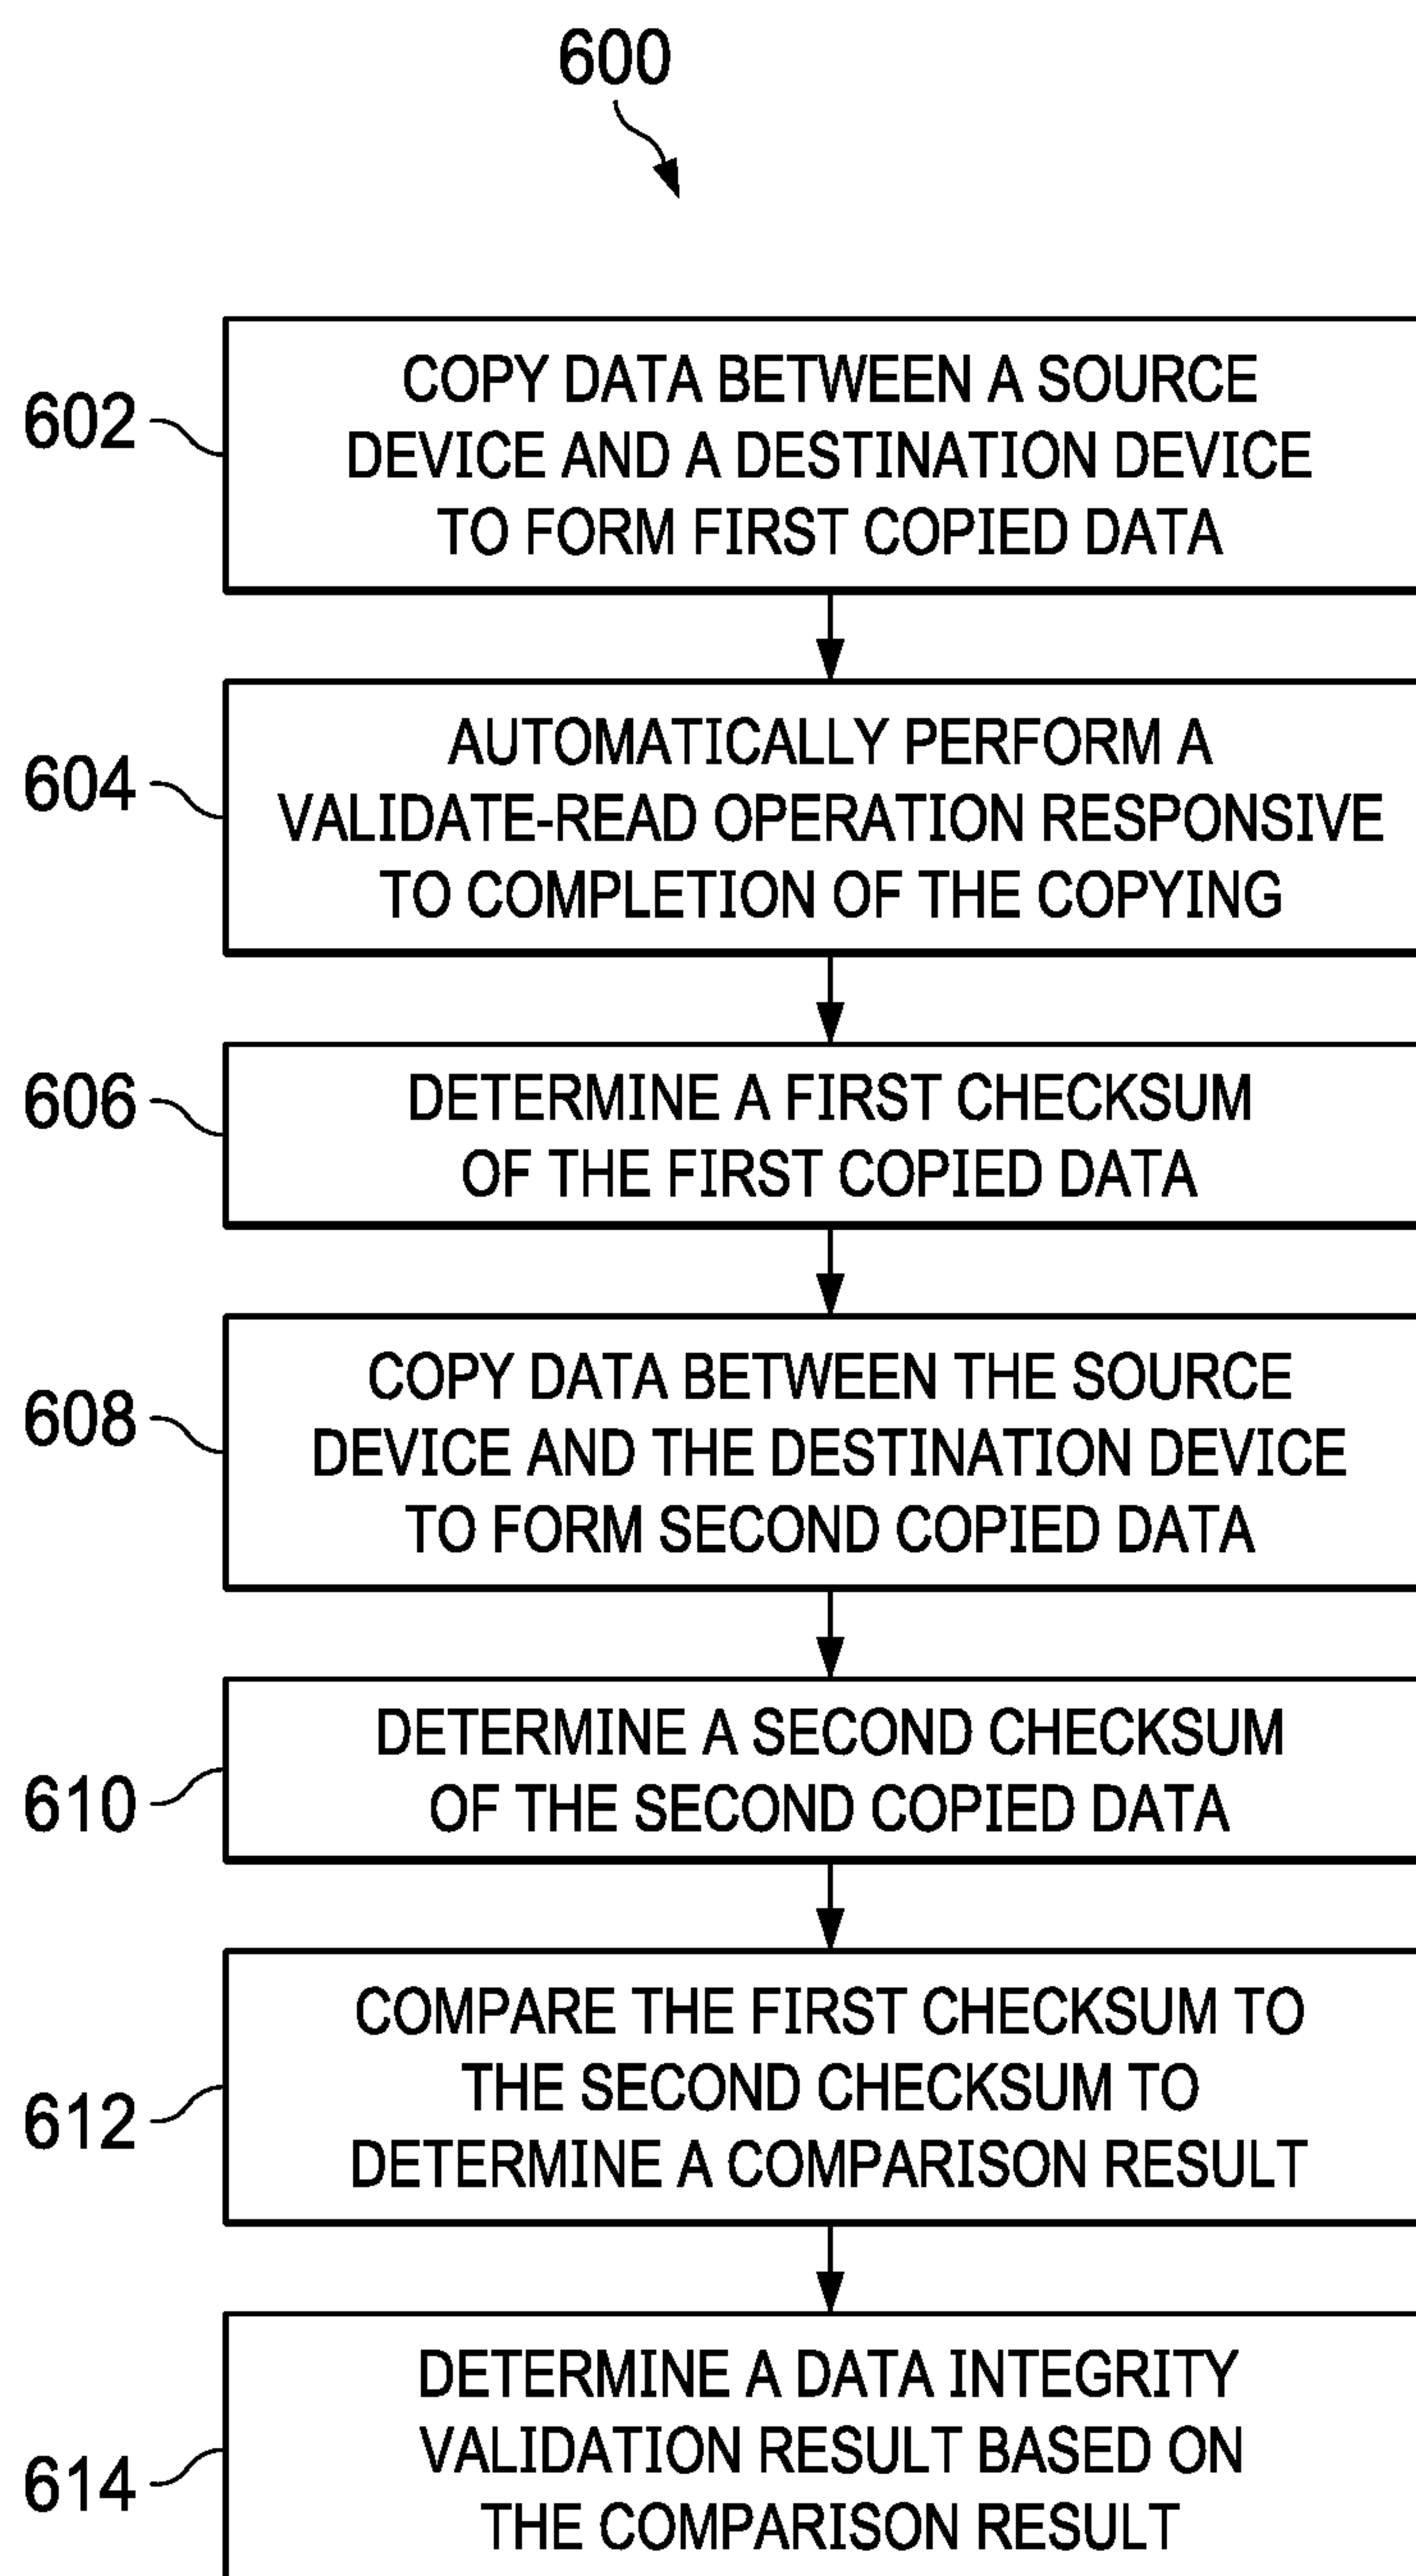 600
602
COPY DATA BETWEEN A SOURCE
DEVICE AND A DESTINATION DEVICE
TO FORM FIRST COPIED DATA
604
AUTOMATICALLY PERFORM A
VALIDATE-READ OPERATION RESPONSIVE
TO COMPLETION OF THE COPYING
606
DETERMINE A FIRST CHECKSUM
OF THE FIRST COPIED DATA
608
COPY DATA BETWEEN THE SOURCE
DEVICE AND THE DESTINATION DEVICE
TO FORM SECOND COPIED DATA
610
DETERMINE A SECOND CHECKSUM
OF THE SECOND COPIED DATA
612
COMPARE THE FIRST CHECKSUM TO
THE SECOND CHECKSUM TO
DETERMINE A COMPARISON RESULT
614
DETERMINE A DATA INTEGRITY
VALIDATION RESULT BASED ON
THE COMPARISON RESULT